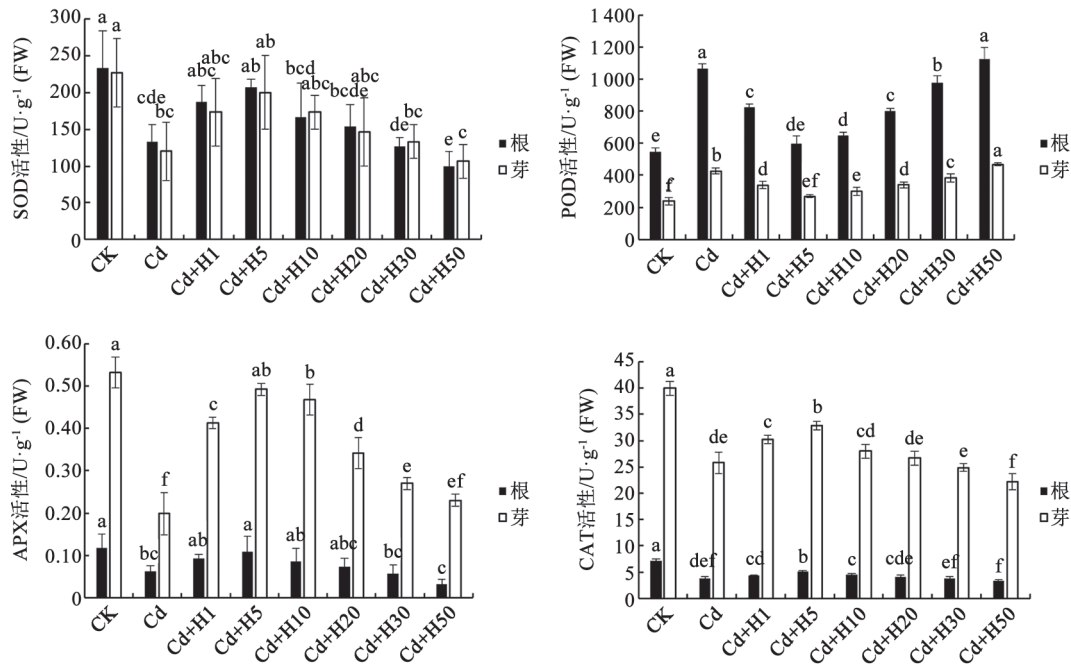 SOD活性/U·g⁻¹ (FW)
300
250
200
150
100
50
0
a a
cde bc
abc abc
ab ab
bcd abc
bcde abc
de bc
e c
CK Cd Cd+H1 Cd+H5 Cd+H10 Cd+H20 Cd+H30 Cd+H50
根
芽
POD活性/U·g⁻¹ (FW)
1 400
1 200
1 000
800
600
400
200
0
e f
a b
c d
de ef
d e
c d
b c
a a
CK Cd Cd+H1 Cd+H5 Cd+H10 Cd+H20 Cd+H30 Cd+H50
根
芽
APX活性/U·g⁻¹ (FW)
0.60
0.50
0.40
0.30
0.20
0.10
0
a a
bc f
ab c
a ab
ab b
abc d
bc e
c ef
CK Cd Cd+H1 Cd+H5 Cd+H10 Cd+H20 Cd+H30 Cd+H50
根
芽
CAT活性/U·g⁻¹ (FW)
45
40
35
30
25
20
15
10
5
0
a a
def de
cd c
b b
c cd
cde de
ef e
f f
CK Cd Cd+H1 Cd+H5 Cd+H10 Cd+H20 Cd+H30 Cd+H50
根
芽